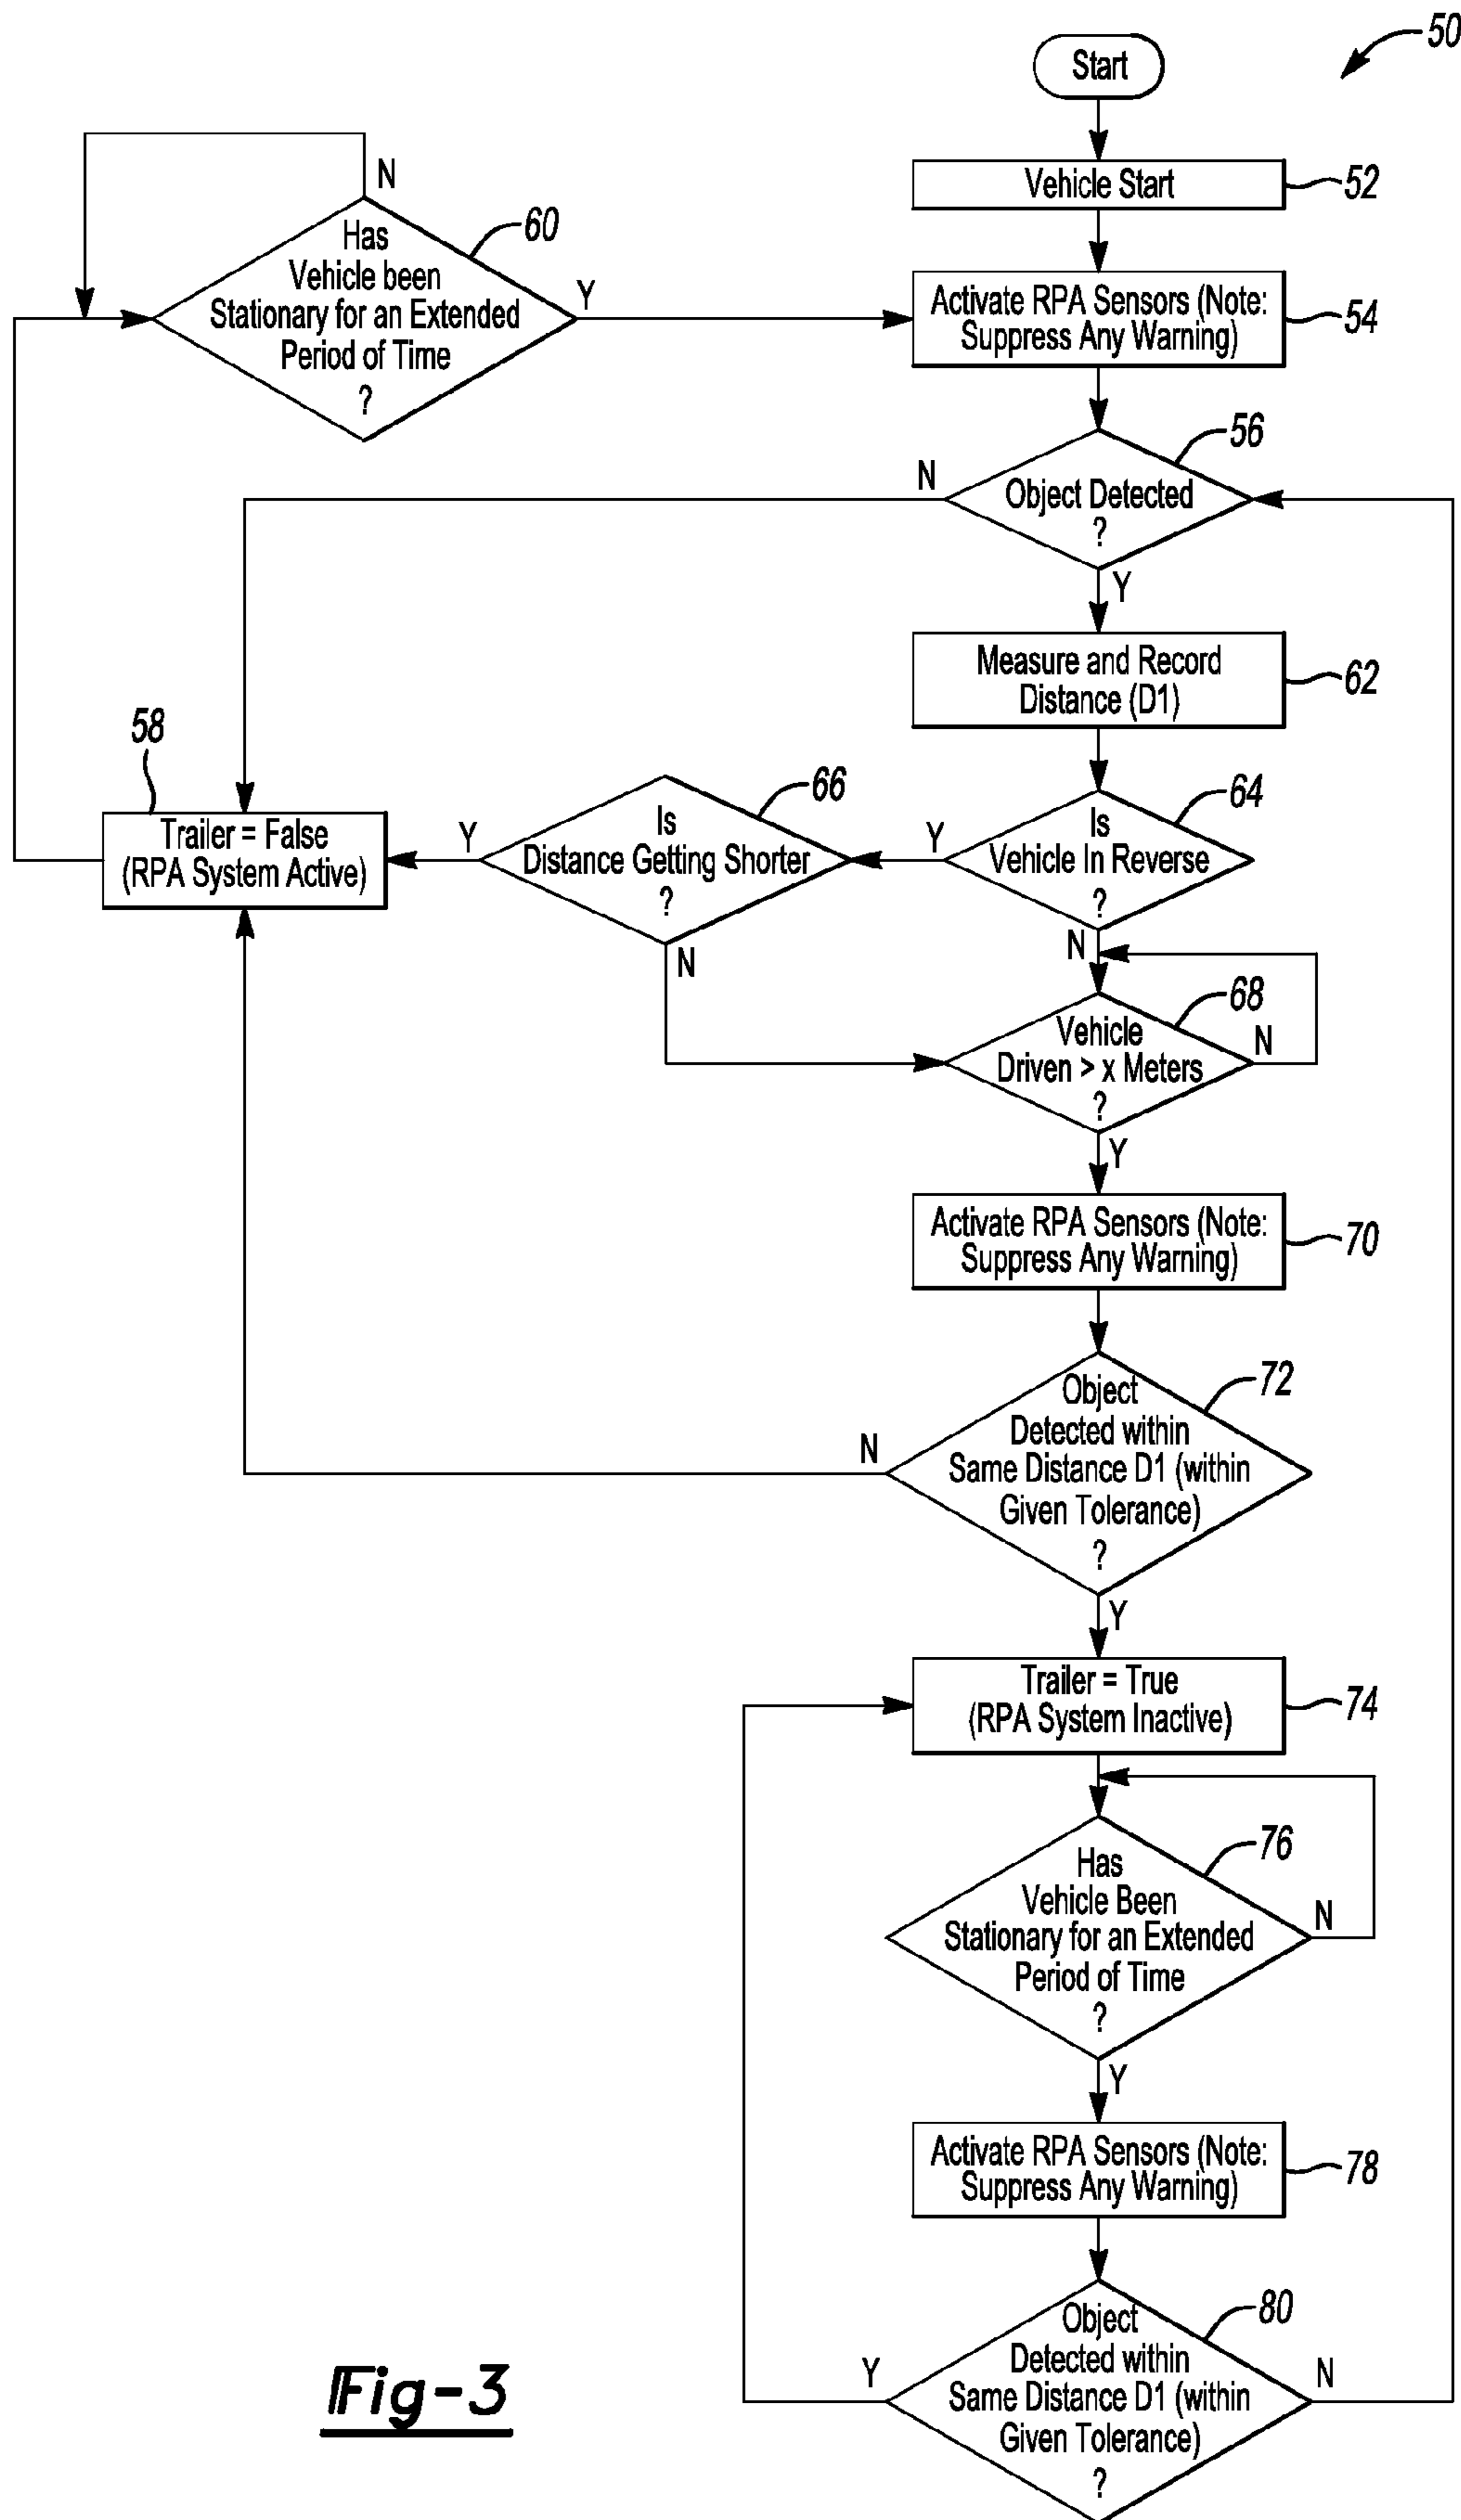 50
Start
Vehicle Start
52
N
Has
Vehicle been
Stationary for an Extended
Period of Time
?
60
Y
Activate RPA Sensors (Note:
Suppress Any Warning)
54
Object Detected
?
56
N
Y
Measure and Record
Distance (D1)
62
58
Trailer = False
(RPA System Active)
Y
Is
Distance Getting Shorter
?
66
N
Y
Is
Vehicle In Reverse
?
64
N
Vehicle
Driven > x Meters
?
68
N
Y
Activate RPA Sensors (Note:
Suppress Any Warning)
70
Object
Detected within
Same Distance D1 (within
Given Tolerance)
?
72
N
Y
Trailer = True
(RPA System Inactive)
74
Has
Vehicle Been
Stationary for an Extended
Period of Time
?
76
N
Y
Activate RPA Sensors (Note:
Suppress Any Warning)
78
Object
Detected within
Same Distance D1 (within
Given Tolerance)
?
80
Y
N
Fig-3